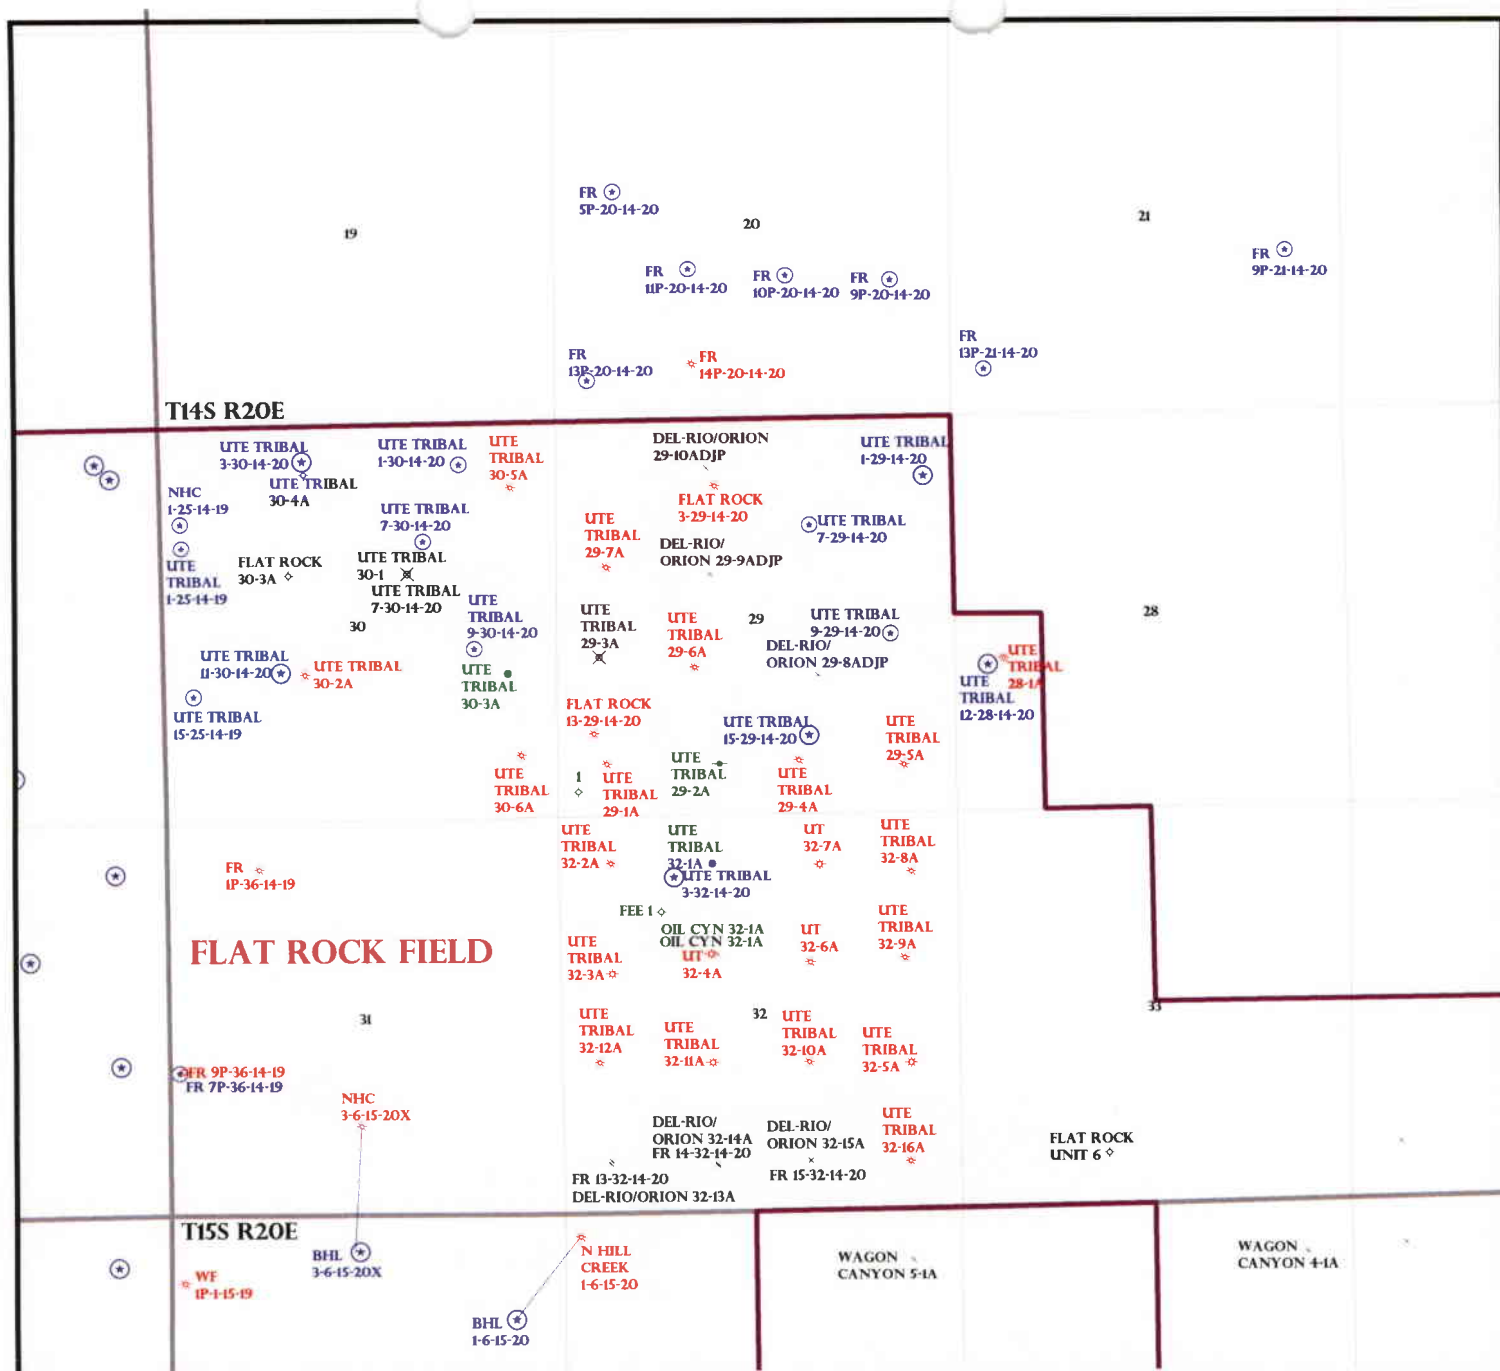 FR
5P-20-14-20
19
20
21
FR
11P-20-14-20
FR
10P-20-14-20
FR
9P-20-14-20
FR
9P-21-14-20
FR
13P-20-14-20
FR
14P-20-14-20
FR
13P-21-14-20
T14S R20E
UTE TRIBAL
3-30-14-20
UTE TRIBAL
30-4A
UTE TRIBAL
1-30-14-20
UTE
TRIBAL
30-5A
DEL-RIO/ORION
29-10ADJP
UTE TRIBAL
1-29-14-20
NHC
1-25-14-19
UTE TRIBAL
7-30-14-20
FLAT ROCK
3-29-14-20
UTE
TRIBAL
29-7A
UTE TRIBAL
7-29-14-20
DEL-RIO/
ORION 29-9ADJP
UTE
TRIBAL
1-25-14-19
FLAT ROCK
30-3A
UTE TRIBAL
30-1
UTE TRIBAL
7-30-14-20
30
UTE
TRIBAL
9-30-14-20
UTE
TRIBAL
29-3A
UTE
TRIBAL
29-6A
29
UTE TRIBAL
9-29-14-20
28
DEL-RIO/
ORION 29-8ADJP
UTE TRIBAL
11-30-14-20
UTE TRIBAL
30-2A
UTE
TRIBAL
30-3A
UTE
TRIBAL
28-1A
UTE
TRIBAL
12-28-14-20
UTE TRIBAL
15-25-14-19
FLAT ROCK
13-29-14-20
UTE TRIBAL
15-29-14-20
UTE
TRIBAL
29-5A
UTE
TRIBAL
30-6A
1
UTE
TRIBAL
29-1A
UTE
TRIBAL
29-2A
UTE
TRIBAL
29-4A
UTE
TRIBAL
32-2A
UTE
TRIBAL
32-1A
UT
32-7A
UTE
TRIBAL
32-8A
UTE TRIBAL
3-32-14-20
FR
1P-36-14-19
FEE 1
OIL CYN 32-1A
OIL CYN 32-1A
UT
32-4A
UT
32-6A
UTE
TRIBAL
32-9A
FLAT ROCK FIELD
UTE
TRIBAL
32-3A
31
32
33
UTE
TRIBAL
32-12A
UTE
TRIBAL
32-11A
UTE
TRIBAL
32-10A
UTE
TRIBAL
32-5A
FR 9P-36-14-19
FR 7P-36-14-19
NHC
3-6-15-20X
DEL-RIO/
ORION 32-14A
FR 14-32-14-20
DEL-RIO/
ORION 32-15A
FR 15-32-14-20
UTE
TRIBAL
32-16A
FLAT ROCK
UNIT 6
FR 13-32-14-20
DEL-RIO/ORION 32-13A
T15S R20E
BHL
3-6-15-20X
WF
1P-1-15-19
N HILL
CREEK
1-6-15-20
BHL
1-6-15-20
WAGON
CANYON 5-1A
WAGON
CANYON 4-1A